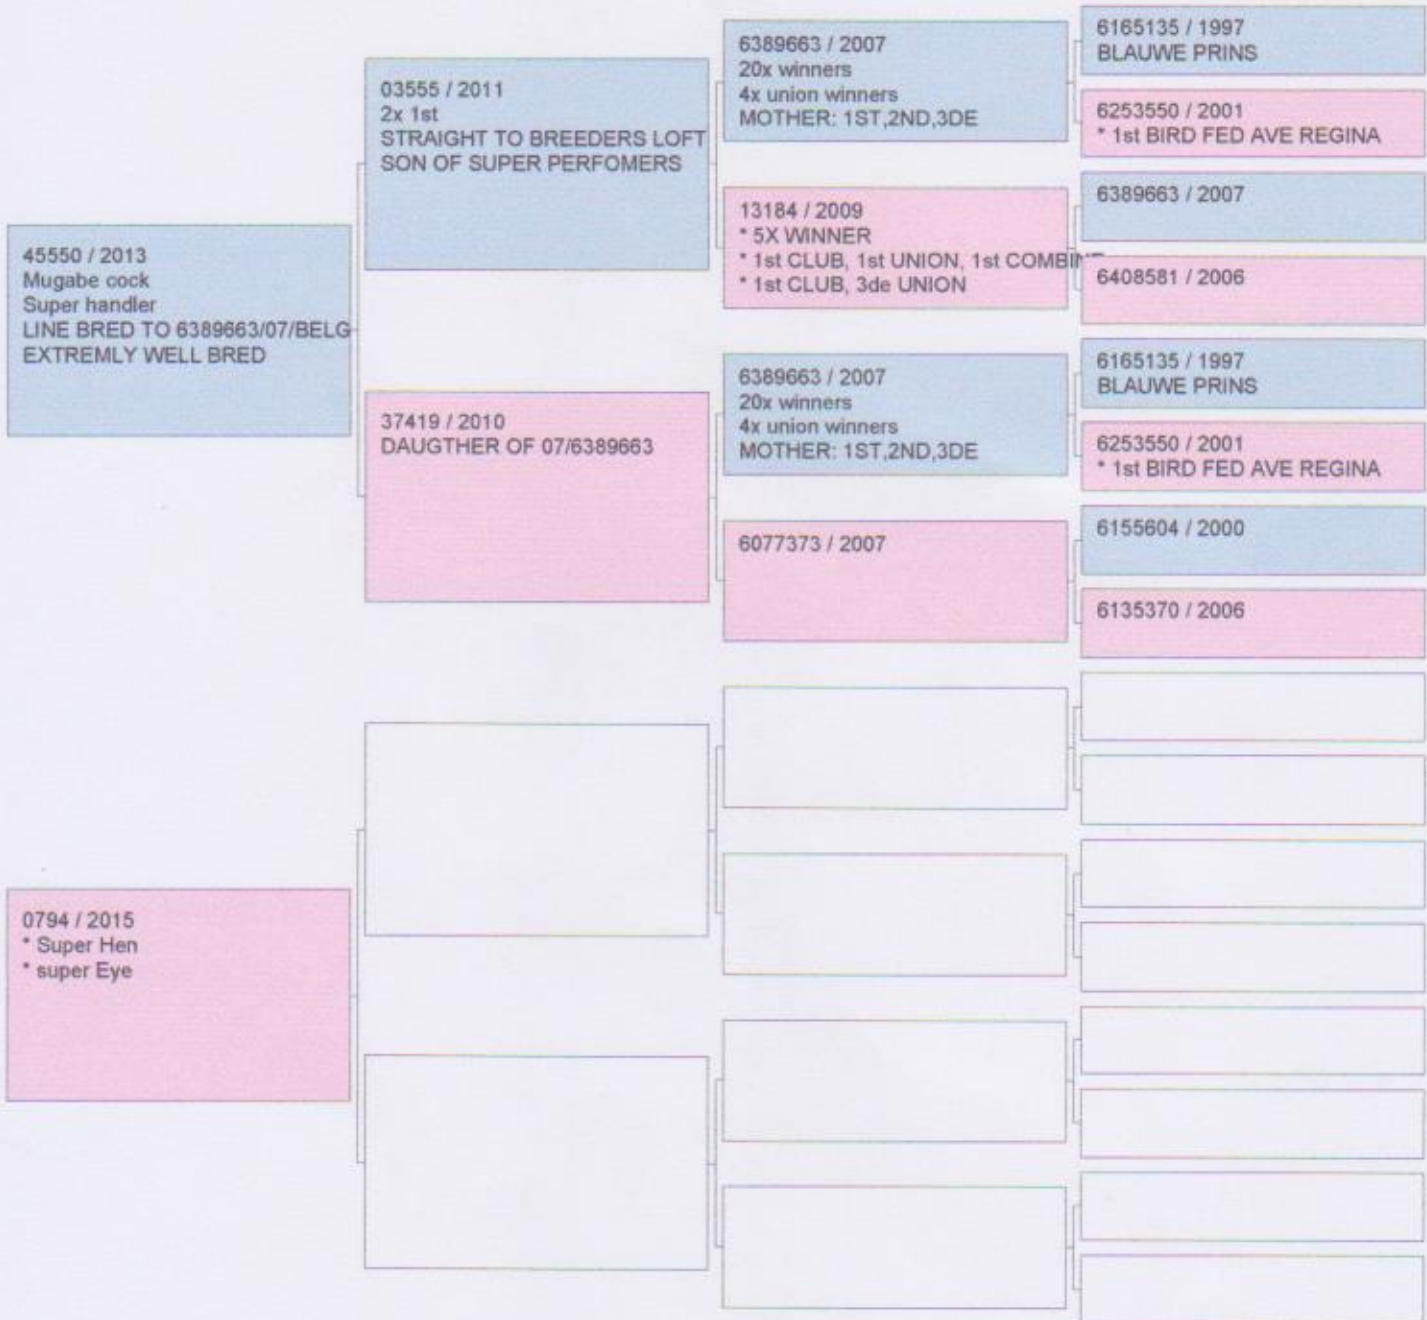 45550 / 2013
Mugabe cock
Super handler
LINE BRED TO 6389663/07/BELG
EXTREMLY WELL BRED
03555 / 2011
2x 1st
STRAIGHT TO BREEDERS LOFT
SON OF SUPER PERFOMERS
6389663 / 2007
20x winners
4x union winners
MOTHER: 1ST,2ND,3DE
6165135 / 1997
BLAUWE PRINS
6253550 / 2001
* 1st BIRD FED AVE REGINA
13184 / 2009
* 5X WINNER
* 1st CLUB, 1st UNION, 1st COMBINE
* 1st CLUB, 3de UNION
6389663 / 2007
6408581 / 2006
37419 / 2010
DAUGTHER OF 07/6389663
6389663 / 2007
20x winners
4x union winners
MOTHER: 1ST,2ND,3DE
6165135 / 1997
BLAUWE PRINS
6253550 / 2001
* 1st BIRD FED AVE REGINA
6077373 / 2007
6155604 / 2000
6135370 / 2006
0794 / 2015
* Super Hen
* super Eye